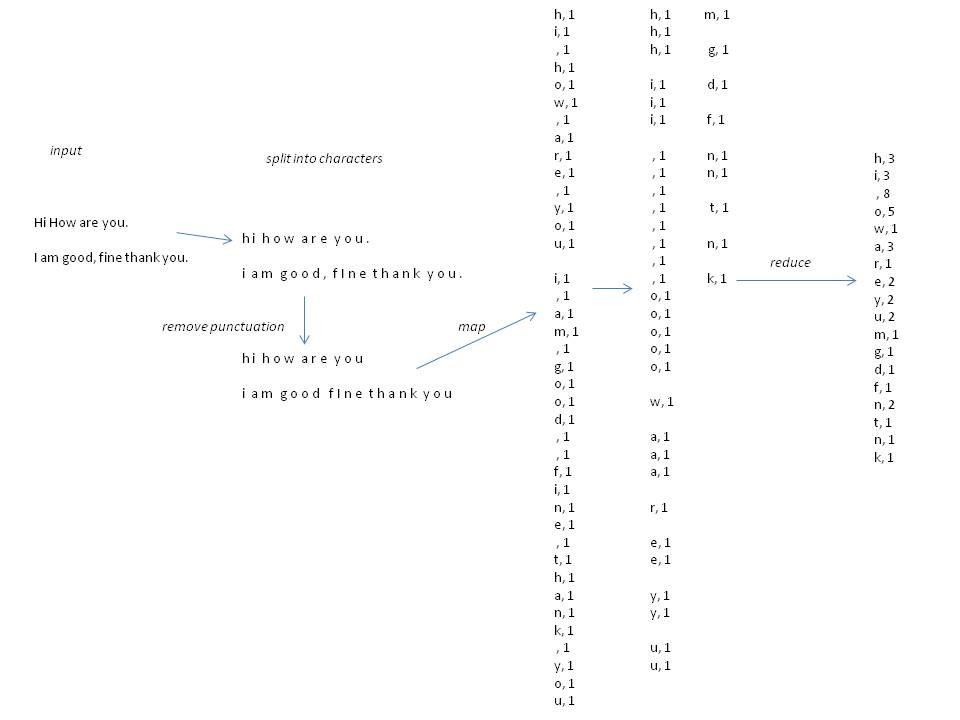 input
Hi How are you.
I am good, fine thank you.
split into characters
h i h o w a r e y o u .
i a m g o o d , f I n e t h a n k y o u .
remove punctuation
h i h o w a r e y o u
i a m g o o d f I n e t h a n k y o u
map
h, 1
i, 1
, 1
h, 1
o, 1
w, 1
, 1
a, 1
r, 1
e, 1
, 1
y, 1
o, 1
u, 1
i, 1
, 1
a, 1
m, 1
, 1
g, 1
o, 1
o, 1
d, 1
, 1
, 1
f, 1
i, 1
n, 1
e, 1
, 1
t, 1
h, 1
a, 1
n, 1
k, 1
, 1
y, 1
o, 1
u, 1
h, 1
h, 1
h, 1
i, 1
i, 1
i, 1
, 1
, 1
, 1
, 1
, 1
, 1
, 1
, 1
o, 1
o, 1
o, 1
o, 1
o, 1
w, 1
a, 1
a, 1
a, 1
r, 1
e, 1
e, 1
y, 1
y, 1
u, 1
u, 1
m, 1
g, 1
d, 1
f, 1
n, 1
n, 1
t, 1
n, 1
k, 1
reduce
h, 3
i, 3
, 8
o, 5
w, 1
a, 3
r, 1
e, 2
y, 2
u, 2
m, 1
g, 1
d, 1
f, 1
n, 2
t, 1
n, 1
k, 1